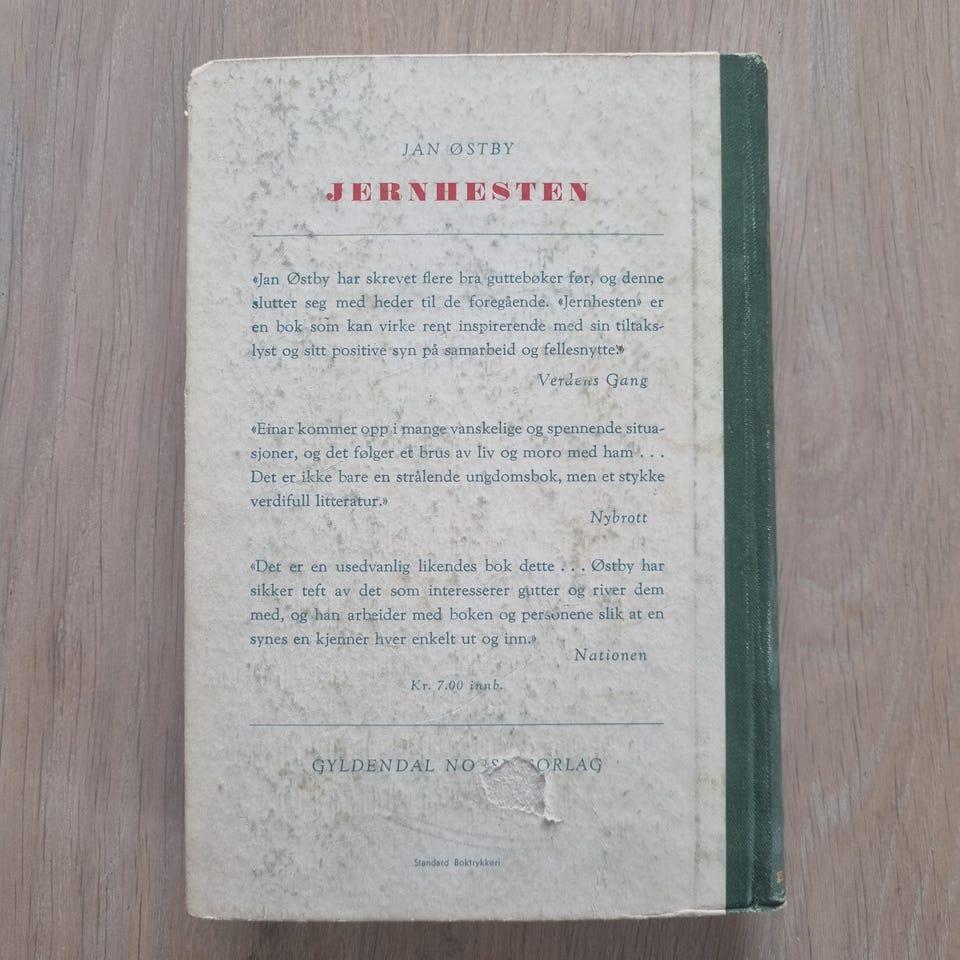 JAN ØSTBY
JERNHESTEN
«Jan Østby har skrevet flere bra guttebøker før, og denne
slutter seg med heder til de foregående. «Jernhesten» er
en bok som kan virke rent inspirerende med sin tiltaks-
lyst og sitt positive syn på samarbeid og fellesnytte.»
Verdens Gang
«Einar kommer opp i mange vanskelige og spennende situa-
sjoner, og det følger et brus av liv og moro med ham . . .
Det er ikke bare en strålende ungdomsbok, men et stykke
verdifull litteratur.»
Nybrott
«Det er en usedvanlig likendes bok dette . . . Østby har
sikker teft av det som interesserer gutter og river dem
med, og han arbeider med boken og personene slik at en
synes en kjenner hver enkelt ut og inn.»
Nationen
Kr. 7.00 innb.
GYLDENDAL NORSK FORLAG
Standard Boktrykkeri